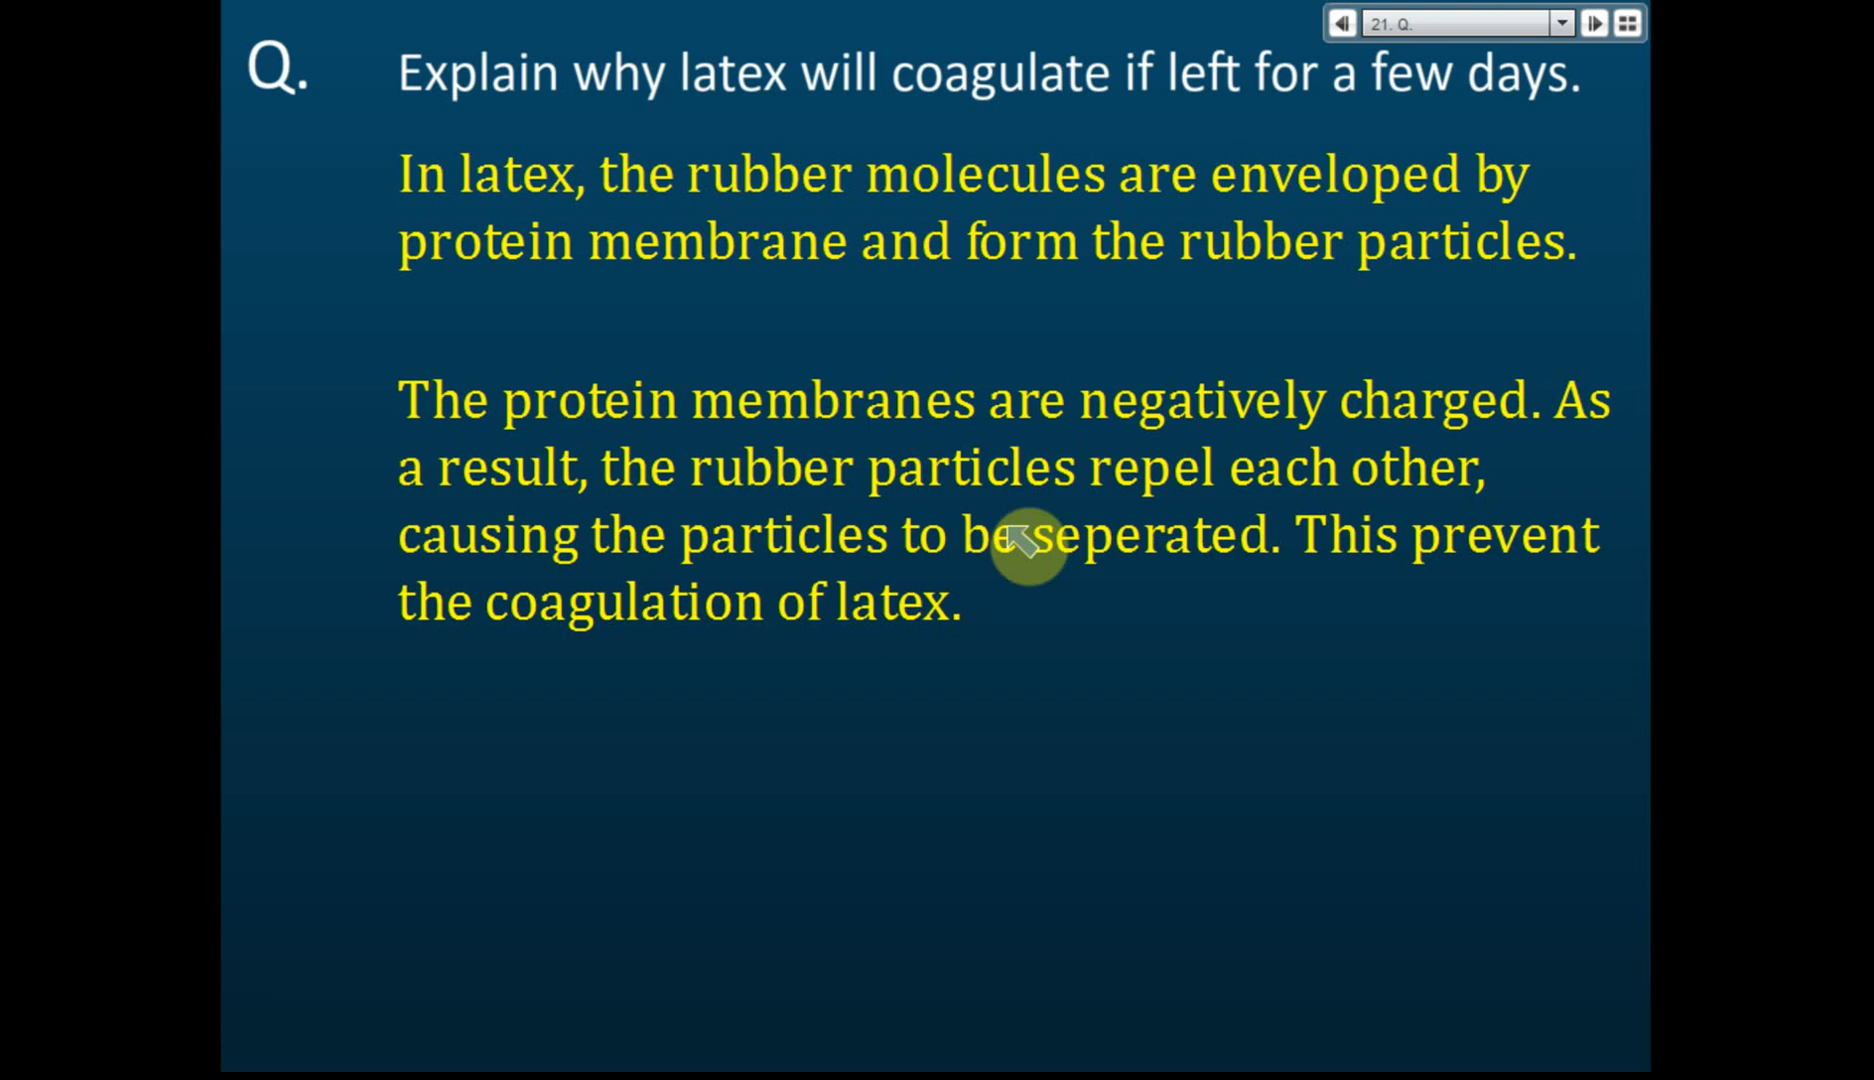 21. Q.
Q.
Explain why latex will coagulate if left for a few days.
In latex, the rubber molecules are enveloped by
protein membrane and form the rubber particles.
The protein membranes are negatively charged. As
a result, the rubber particles repel each other,
causing the particles to be seperated. This prevent
the coagulation of latex.